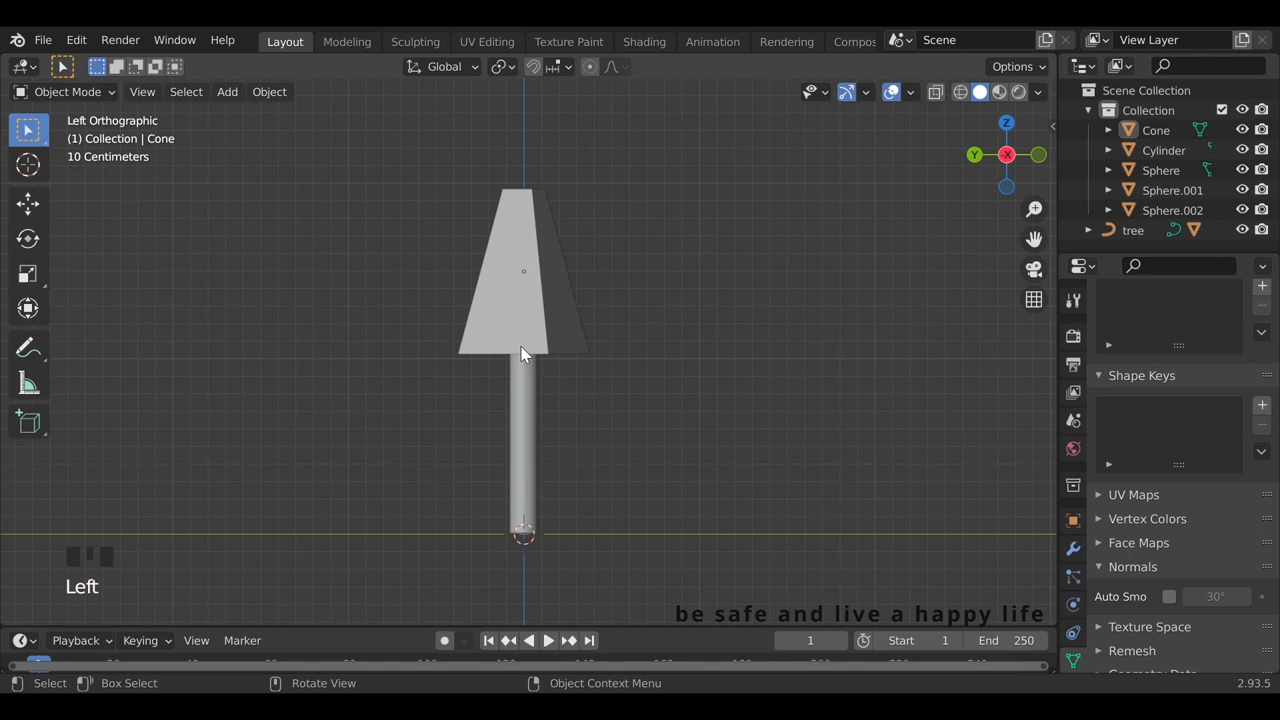 File Edit Render Window Help Layout Modeling Sculpting UV Editing Texture Paint Shading Animation Rendering Compos Scene View Layer
Global Options
Object Mode View Select Add Object
Left Orthographic
(1) Collection | Cone
10 Centimeters
Z
Y
-X
Scene Collection
Collection
Cone
Cylinder
Sphere
Sphere.001
Sphere.002
tree
Shape Keys
UV Maps
Vertex Colors
Face Maps
Normals
Auto Smo 30°
Texture Space
Remesh
Left
be safe and live a happy life
Playback Keying View Marker 1 Start 1 End 250
Select Box Select Rotate View Object Context Menu 2.93.5